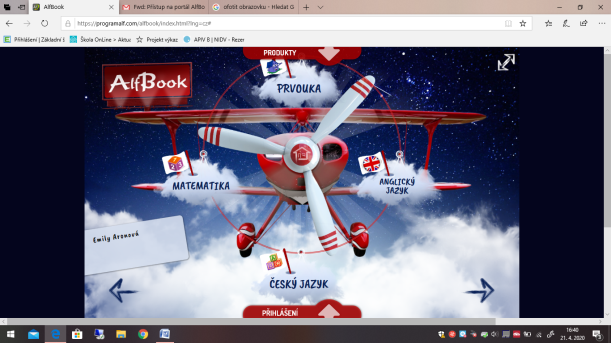 AlfBook
Fwd: Přístup na portál AlfBo
ofotit obrazovku - Hledat G
https://programalf.com/alfbook/index.html?lng=cz#
Přihlášení | Základní š
Škola OnLine > Aktua
Projekt výkaz
APIV B | NIDV - Rezer
PRODUKTY
AlfBook
PRVOUKA
MATEMATIKA
ANGLICKÝ
JAZYK
Emily Aronová
ČESKÝ JAZYK
PŘIHLÁŠENÍ
16:40
21. 4. 2020